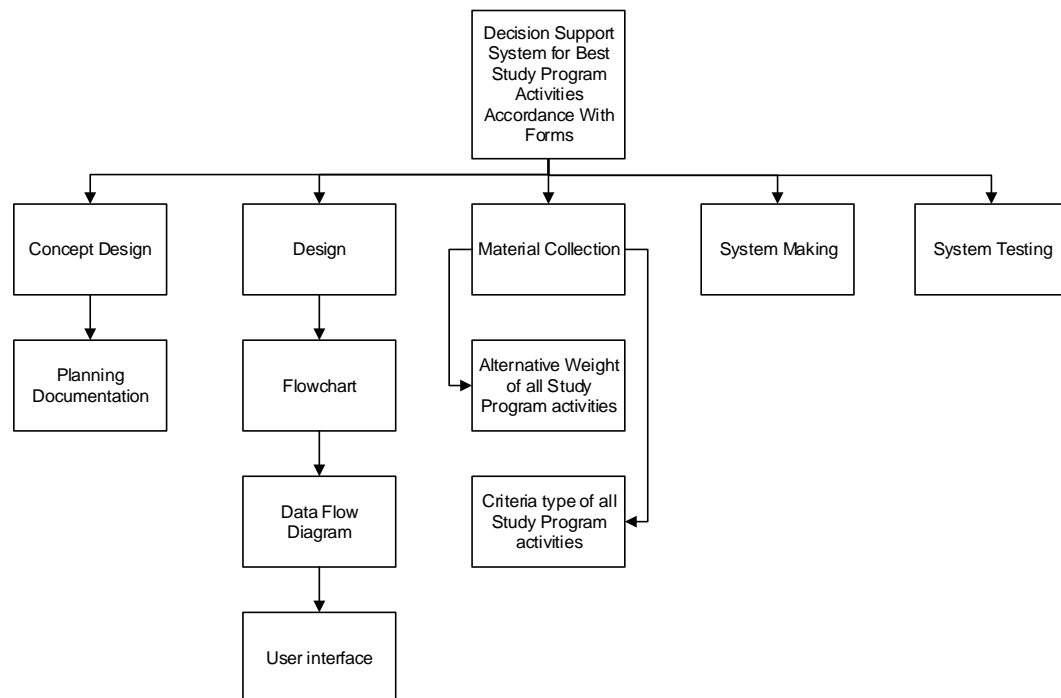 Decision Support
System for Best
Study Program
Activities
Accordance With
Forms
Concept Design
Design
Material Collection
System Making
System Testing
Planning
Documentation
Flowchart
Alternative Weight
of all Study
Program activities
Data Flow
Diagram
Criteria type of all
Study Program
activities
User interface